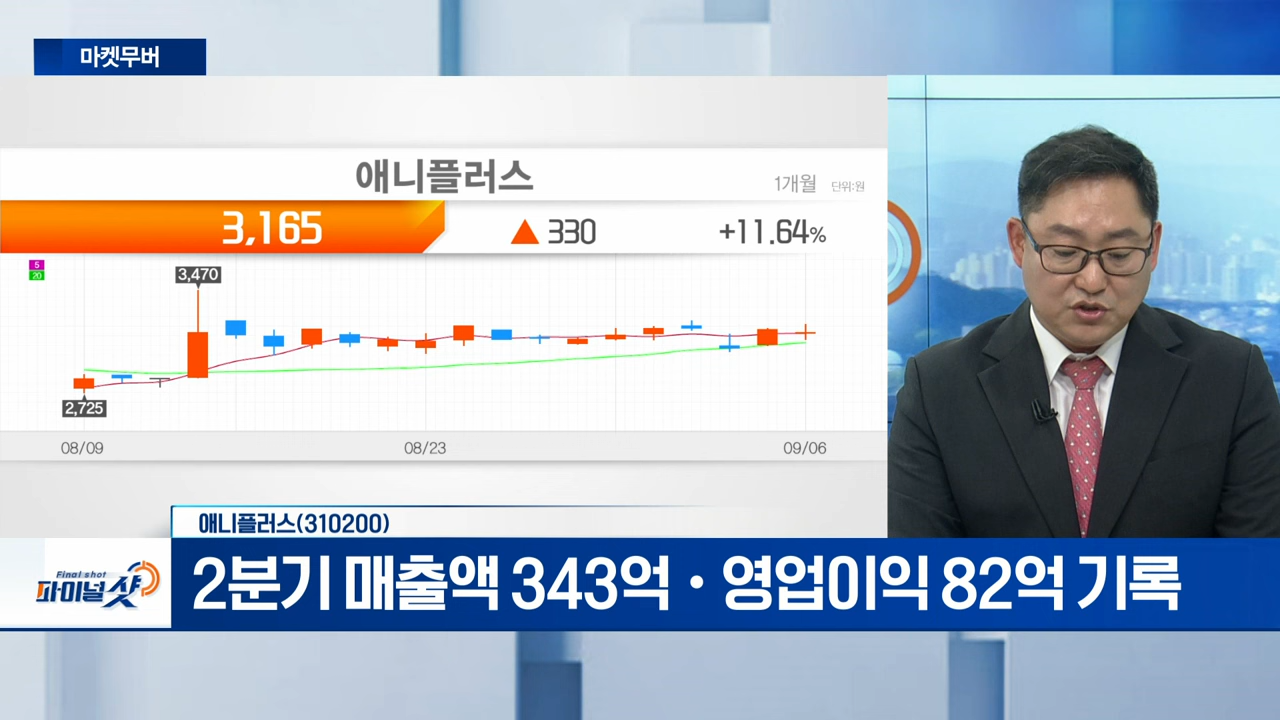 마켓무버
애니플러스
1개월 단위:원
3,165 ▲ 330 +11.64%
5
20
3,470
2,725
08/09 08/23 09/06
애니플러스(310200)
Final shot
파이널샷
2분기 매출액 343억·영업이익 82억 기록